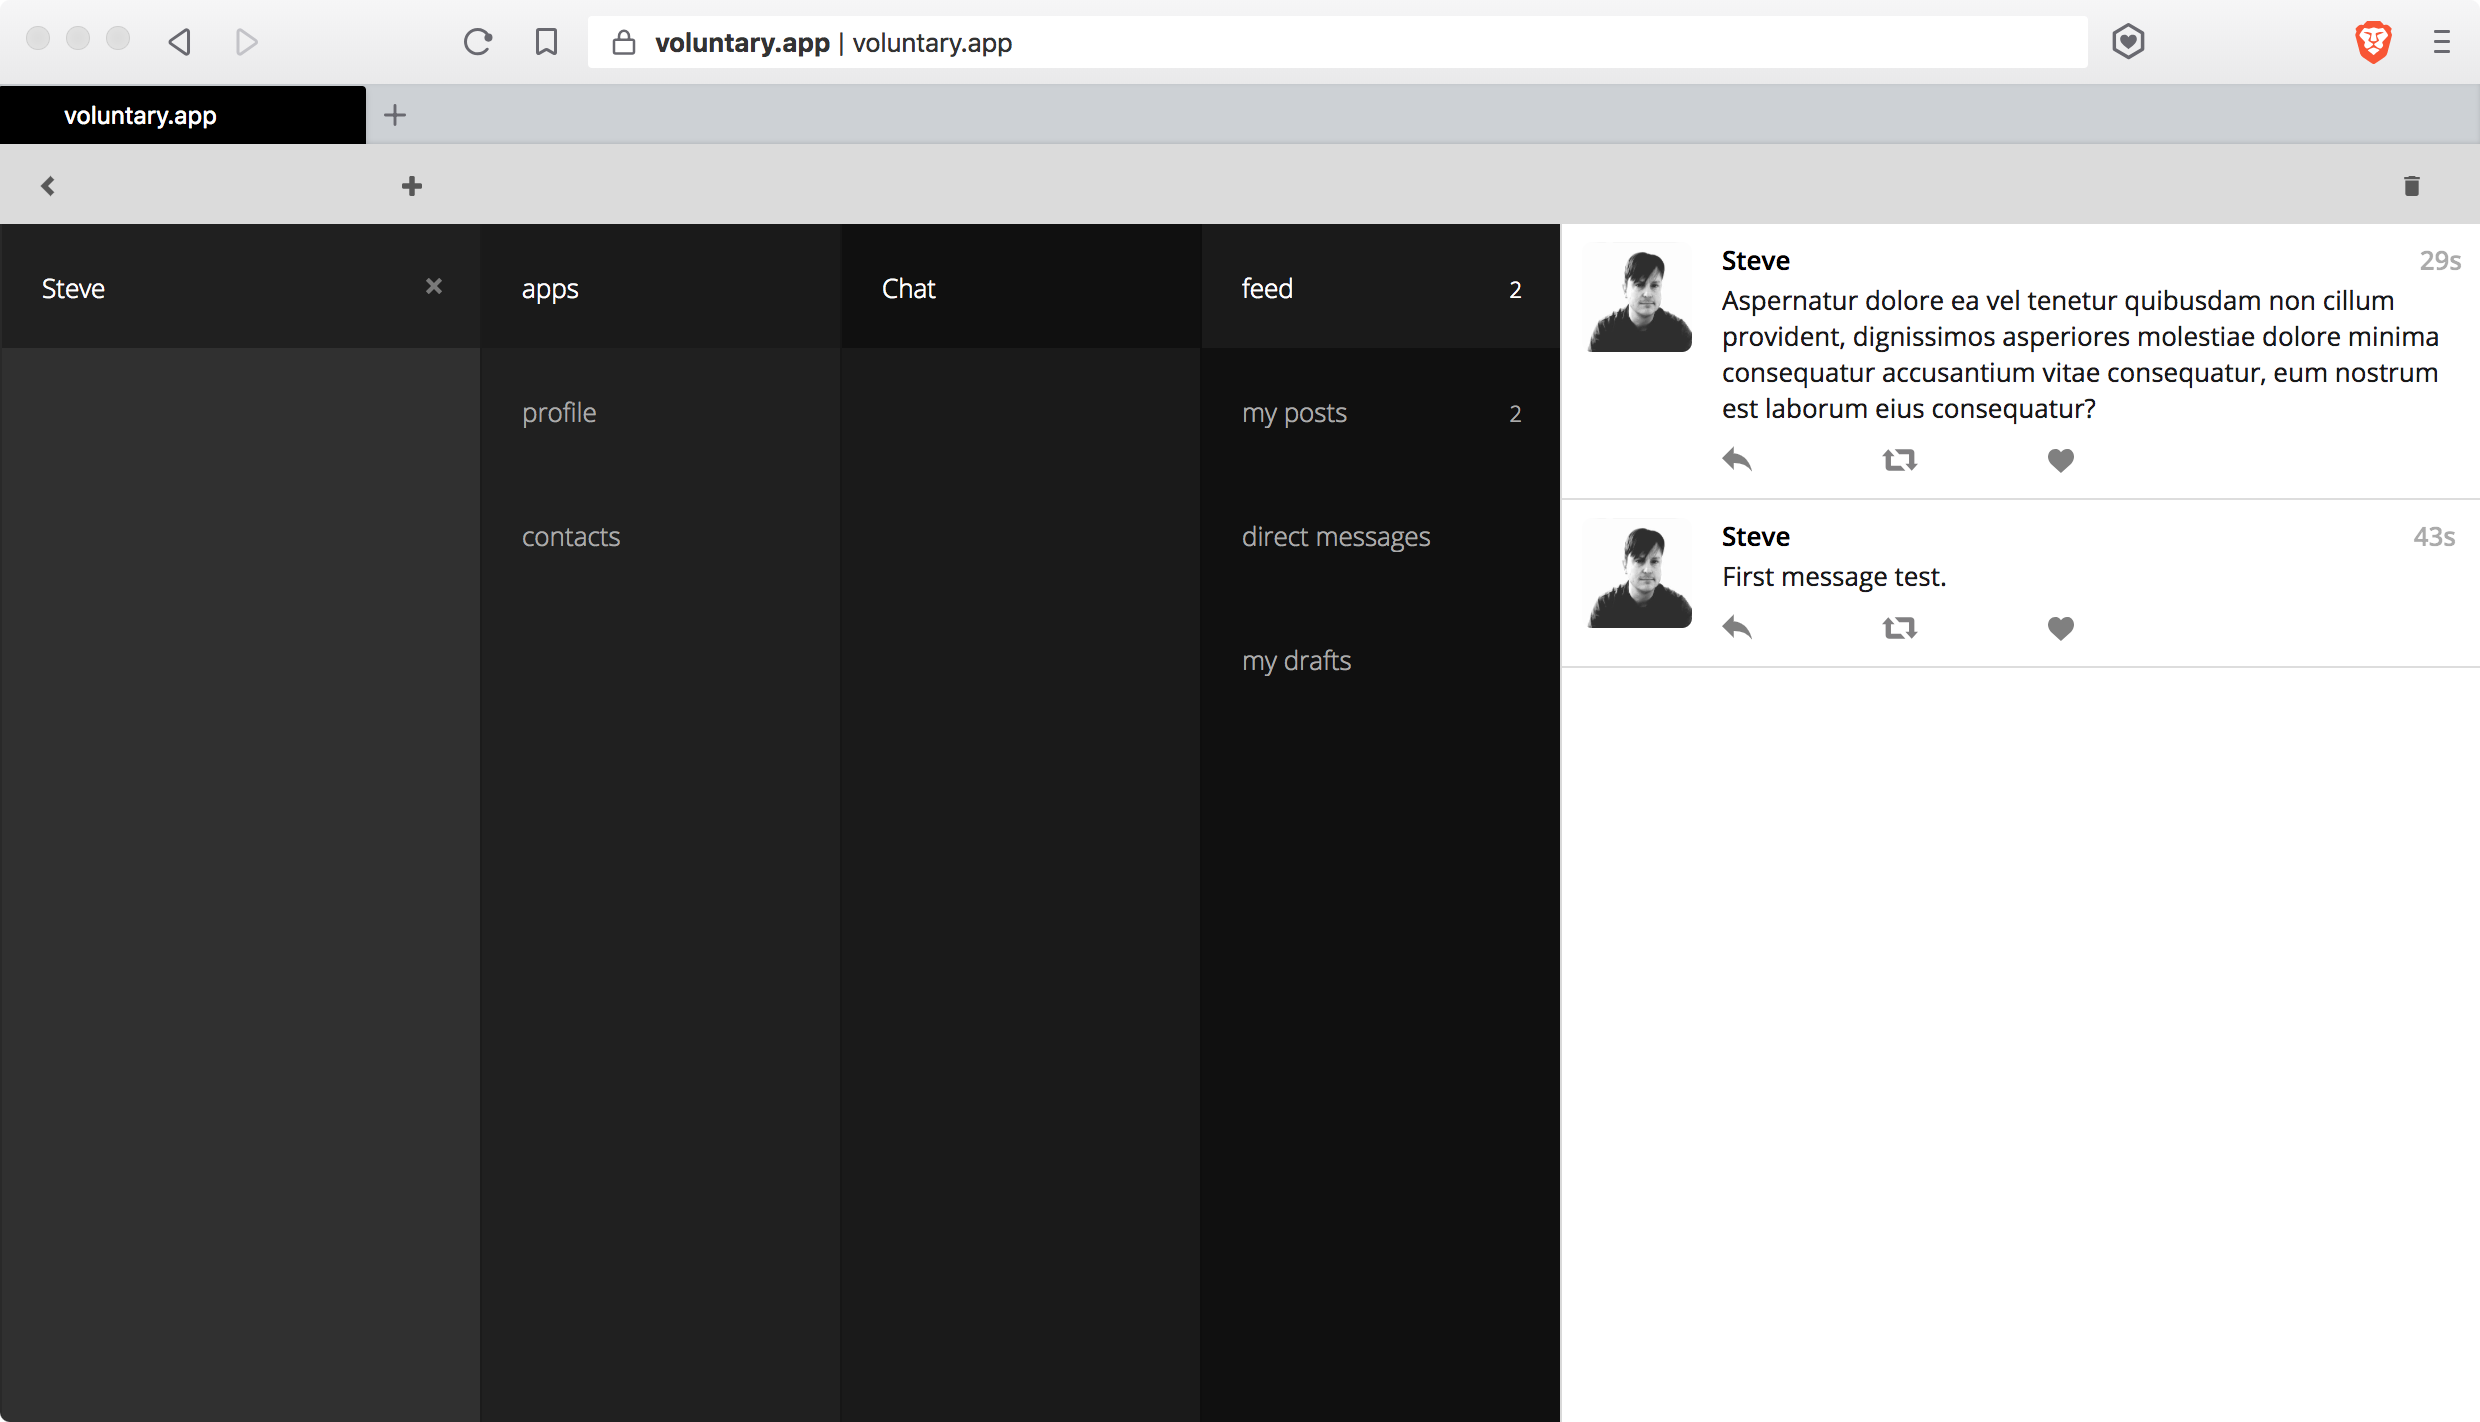 voluntary.app | voluntary.app
voluntary.app
Steve
apps
profile
contacts
Chat
feed 2
my posts 2
direct messages
my drafts
Steve 29s
Aspernatur dolore ea vel tenetur quibusdam non cillum
provident, dignissimos asperiores molestiae dolore minima
consequatur accusantium vitae consequatur, eum nostrum
est laborum eius consequatur?
Steve 43s
First message test.